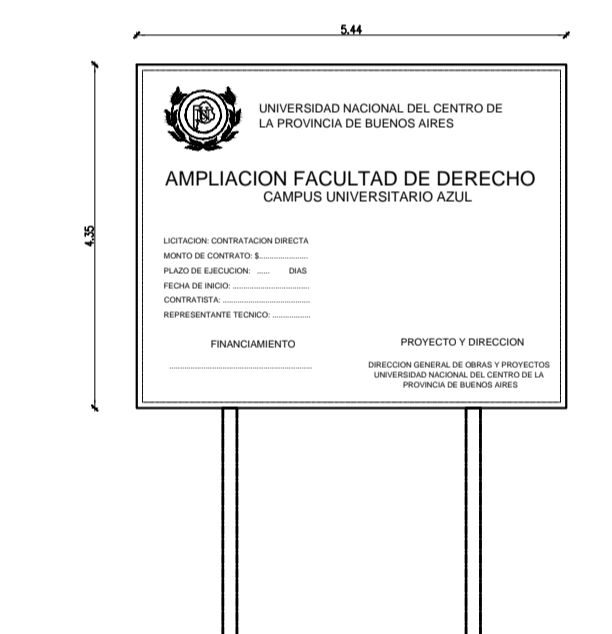 5.44
4.35
UNIVERSIDAD NACIONAL DEL CENTRO DE
LA PROVINCIA DE BUENOS AIRES
AMPLIACION FACULTAD DE DERECHO
CAMPUS UNIVERSITARIO AZUL
LICITACION: CONTRATACION DIRECTA
MONTO DE CONTRATO: $.......................
PLAZO DE EJECUCION: ...... DIAS
FECHA DE INICIO: ....................................
CONTRATISTA: .........................................
REPRESENTANTE TECNICO: ..................
FINANCIAMIENTO
...................................................................
PROYECTO Y DIRECCION
DIRECCION GENERAL DE OBRAS Y PROYECTOS
UNIVERSIDAD NACIONAL DEL CENTRO DE LA
PROVINCIA DE BUENOS AIRES